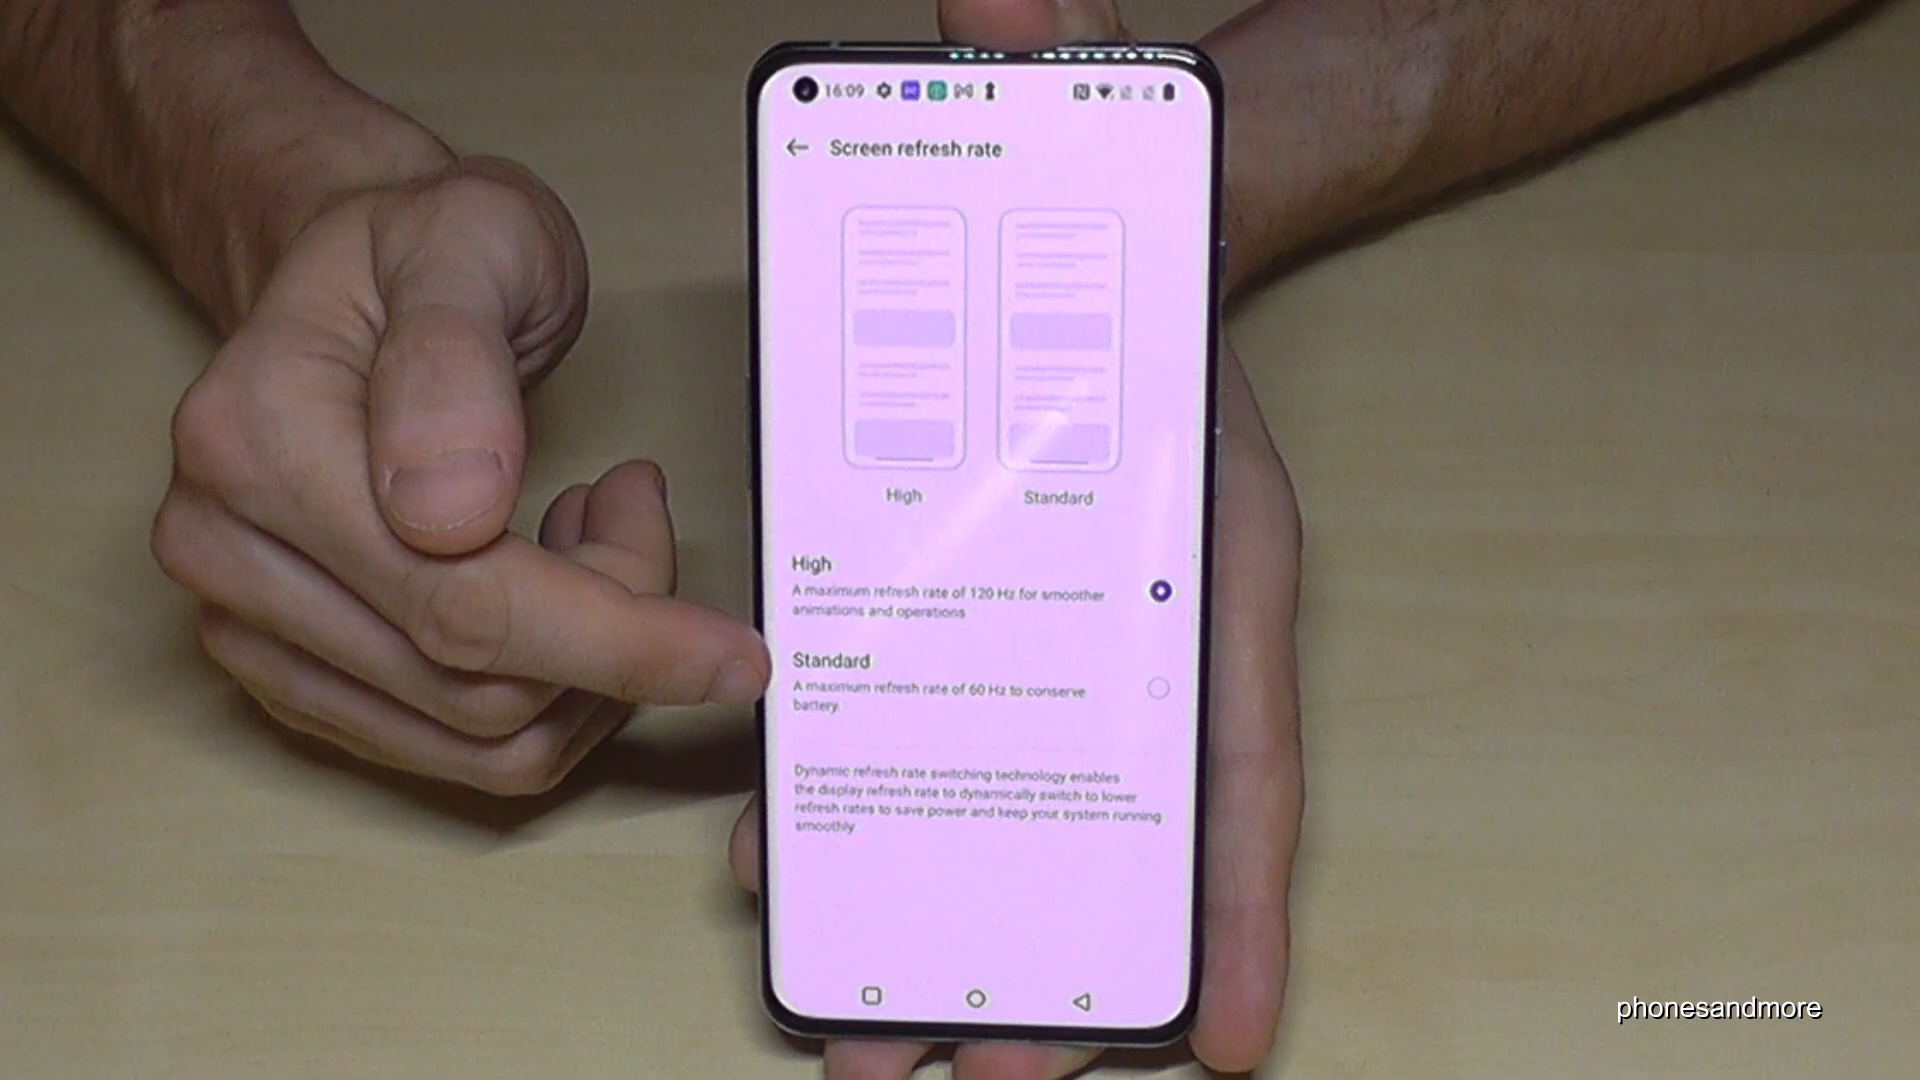 16:09
Screen refresh rate
High
Standard
High
A maximum refresh rate of 120 Hz for smoother
animations and operations
Standard
A maximum refresh rate of 60 Hz to conserve
battery.
Dynamic refresh rate switching technology enables
the display refresh rate to dynamically switch to lower
refresh rates to save power and keep your system running
smoothly.
phonesandmore